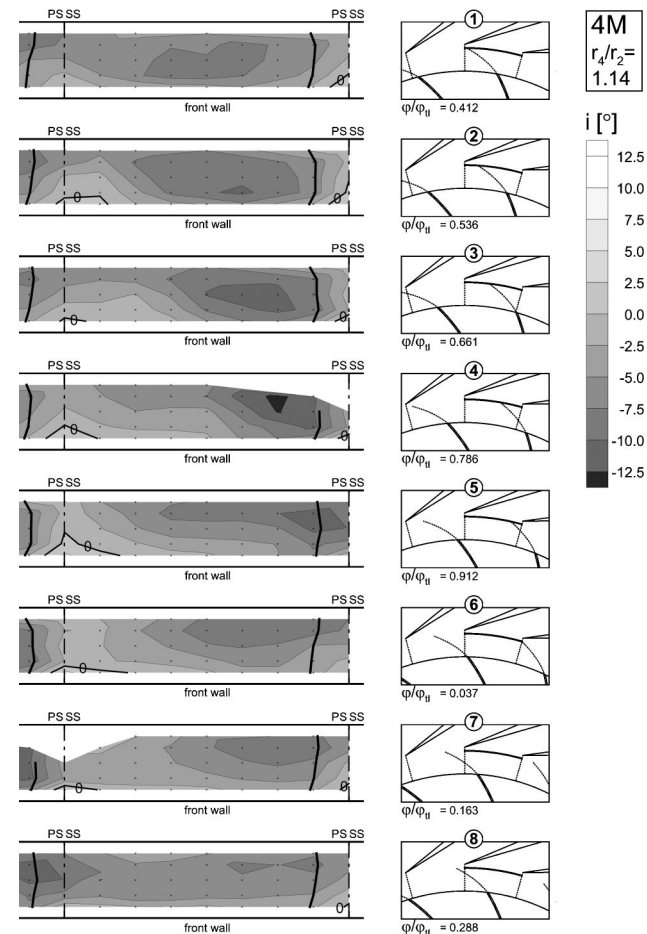 PS SS
PS SS
front wall
①
φ/φtl = 0.412
4M
r4/r2=
1.14
i [°]
12.5
10.0
7.5
5.0
2.5
0.0
-2.5
-5.0
-7.5
-10.0
-12.5
0
PS SS
PS SS
0
0
front wall
②
φ/φtl = 0.536
PS SS
PS SS
0
0
front wall
③
φ/φtl = 0.661
PS SS
PS SS
0
0
front wall
④
φ/φtl = 0.786
PS SS
PS SS
0
front wall
⑤
φ/φtl = 0.912
PS SS
PS SS
0
front wall
⑥
φ/φtl = 0.037
PS SS
PS SS
0
0
front wall
⑦
φ/φtl = 0.163
PS SS
PS SS
0
front wall
⑧
φ/φtl = 0.288